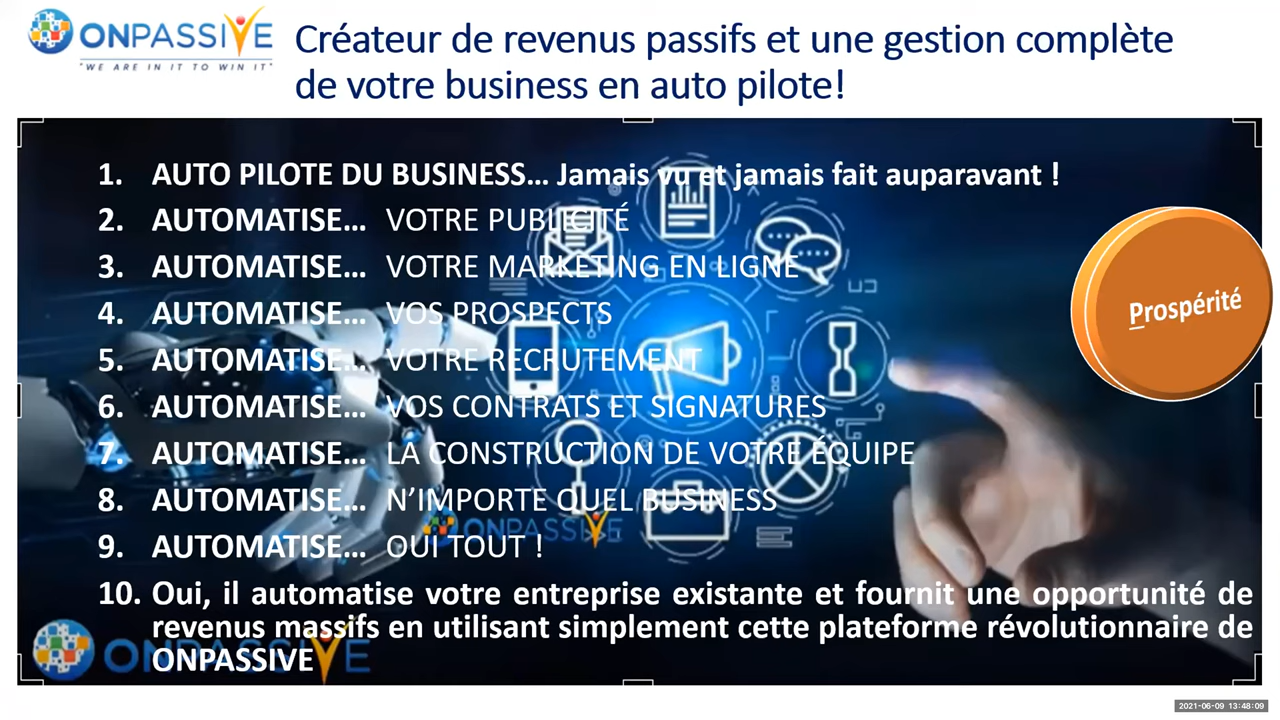 ONPASSIVE
"WE ARE IN IT TO WIN IT"
Créateur de revenus passifs et une gestion complète
de votre business en auto pilote!
1. AUTO PILOTE DU BUSINESS... Jamais vu et jamais fait auparavant !
2. AUTOMATISE... VOTRE PUBLICITÉ
3. AUTOMATISE... VOTRE MARKETING EN LIGNE
4. AUTOMATISE... VOS PROSPECTS
5. AUTOMATISE... VOTRE RECRUTEMENT
6. AUTOMATISE... VOS CONTRATS ET SIGNATURES
7. AUTOMATISE... LA CONSTRUCTION DE VOTRE ÉQUIPE
8. AUTOMATISE... N'IMPORTE QUEL BUSINESS
ONPASSIVE
9. AUTOMATISE... OUI TOUT !
10. Oui, il automatise votre entreprise existante et fournit une opportunité de
revenus massifs en utilisant simplement cette plateforme révolutionnaire de
ONPASSIVE
ONPASSIVE
Prospérité
2021-06-09 13:48:09